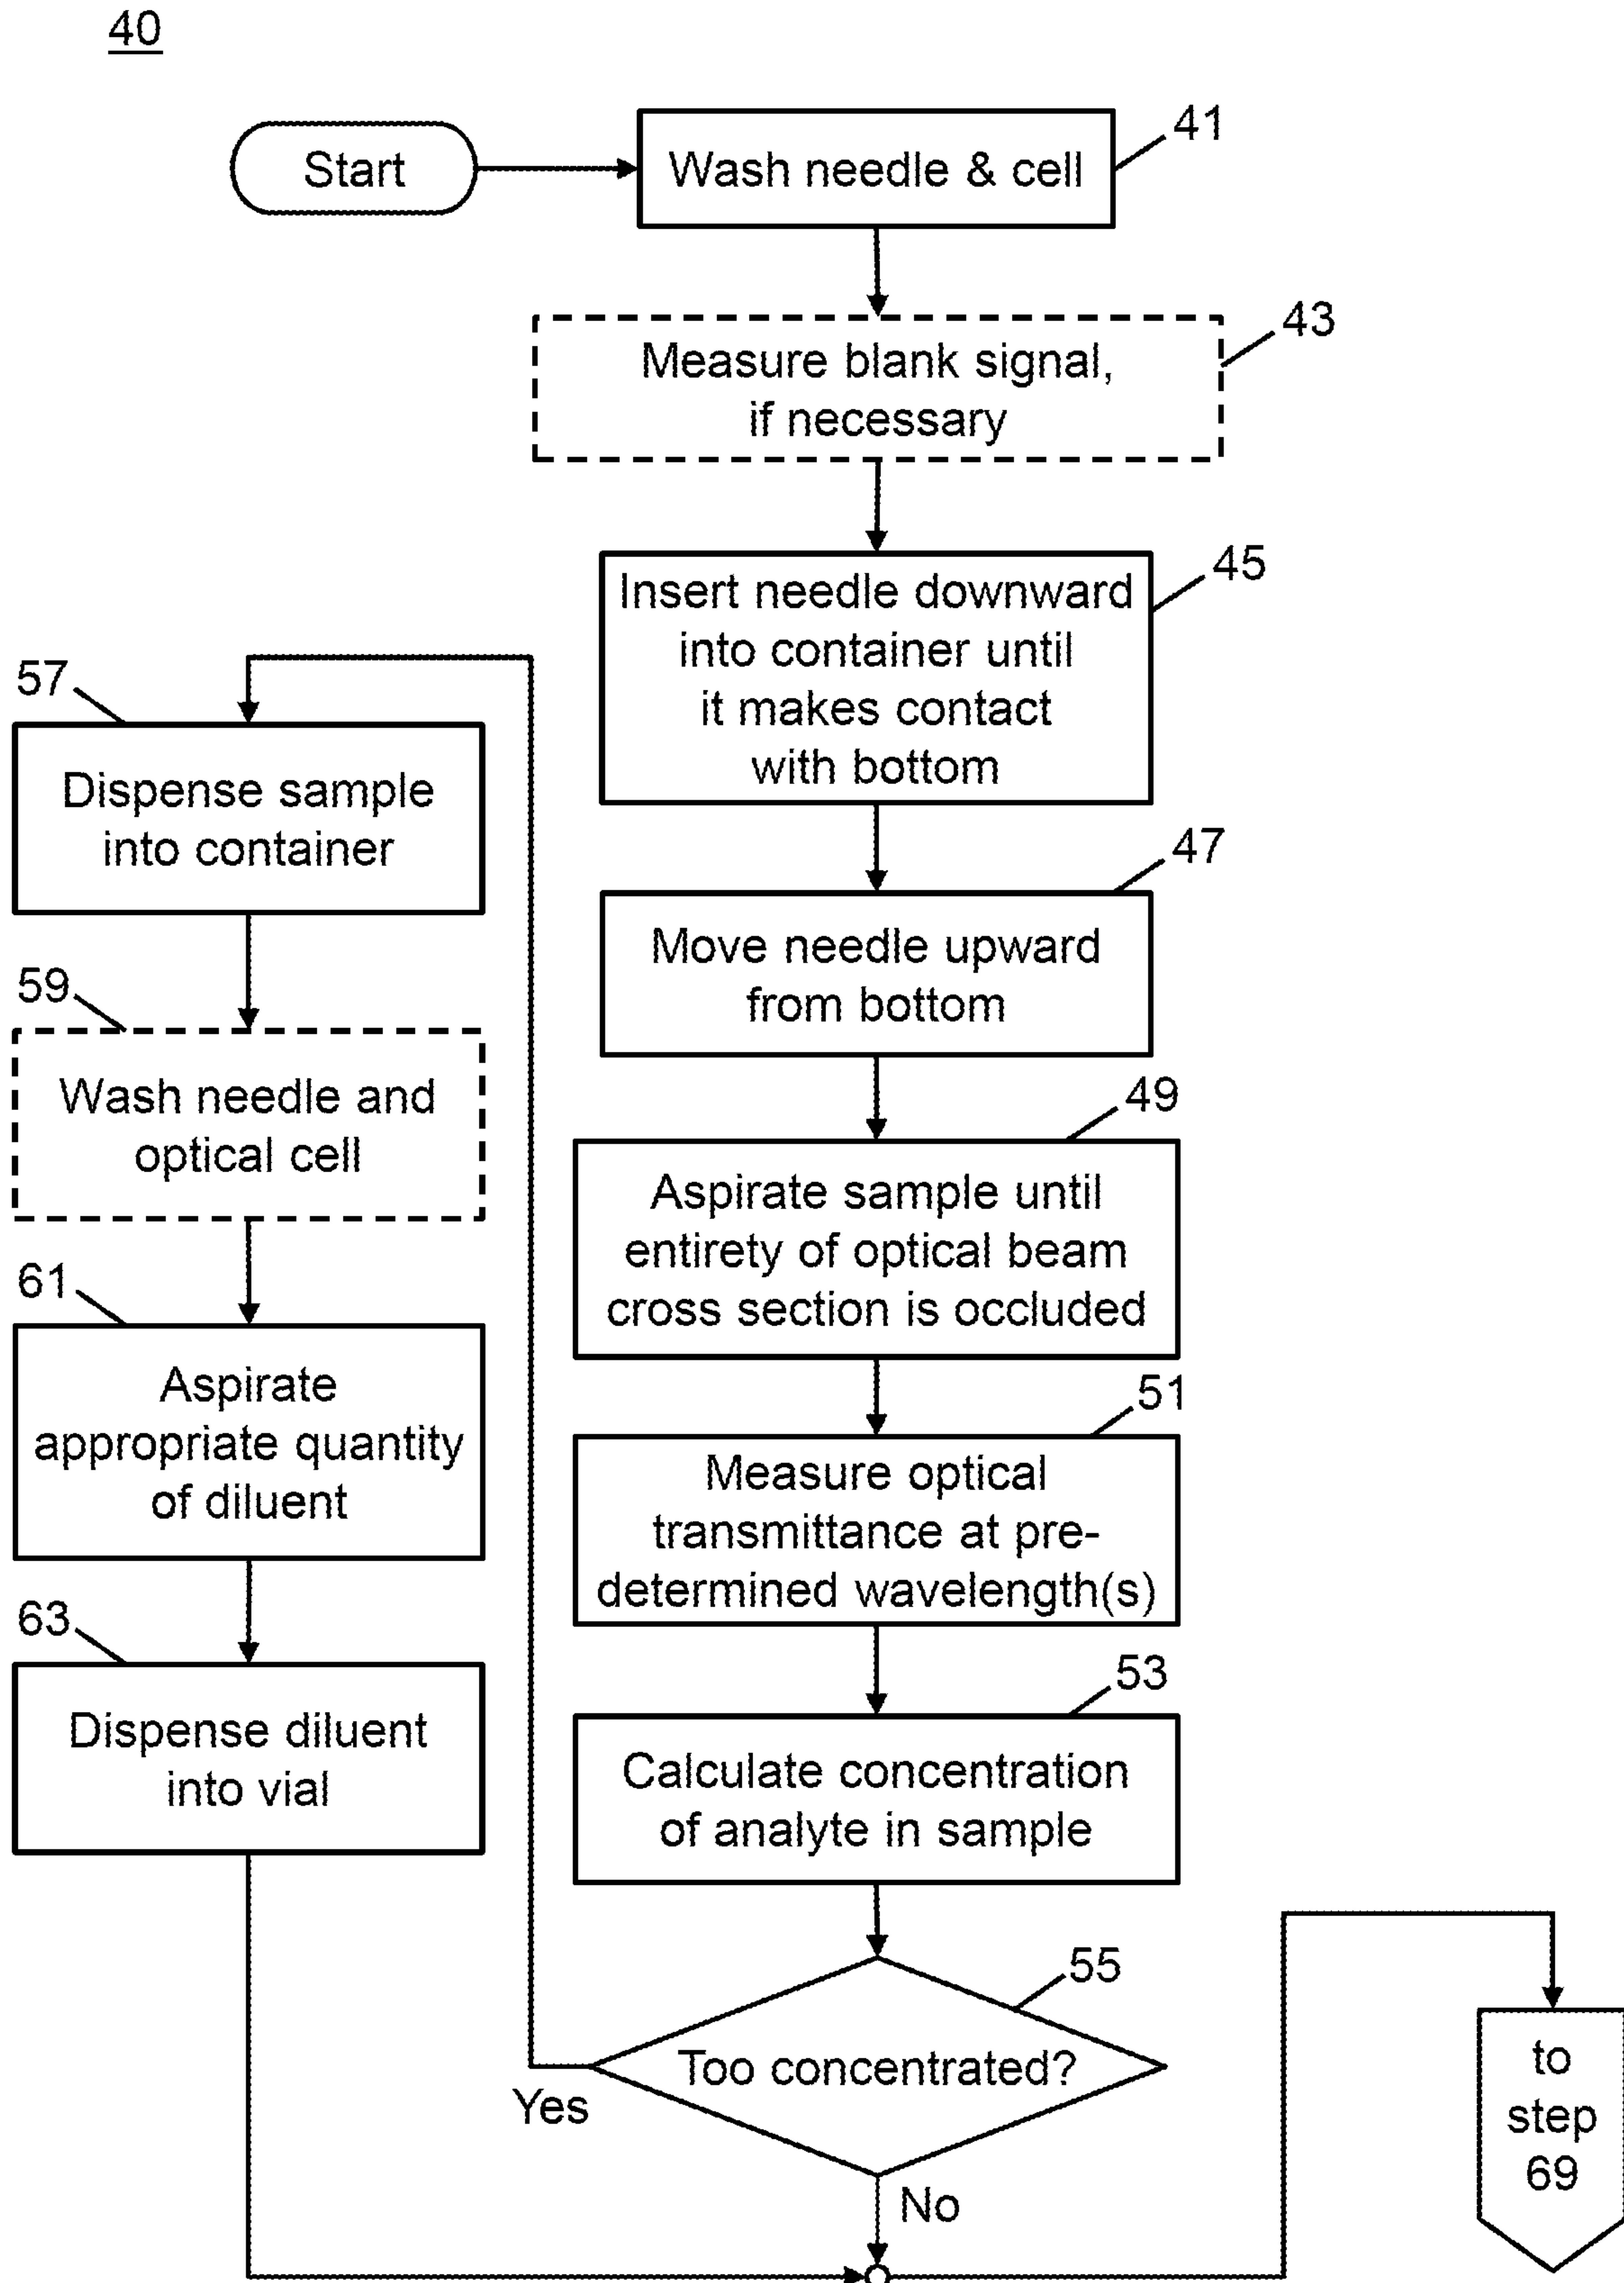 40
Start
Wash needle & cell
41
Measure blank signal,
if necessary
43
Insert needle downward
into container until
it makes contact
with bottom
45
Move needle upward
from bottom
47
Aspirate sample until
entirety of optical beam
cross section is occluded
49
Measure optical
transmittance at pre-
determined wavelength(s)
51
Calculate concentration
of analyte in sample
53
Too concentrated?
55
Yes
No
57
Dispense sample
into container
59
Wash needle and
optical cell
61
Aspirate
appropriate quantity
of diluent
63
Dispense diluent
into vial
to
step
69